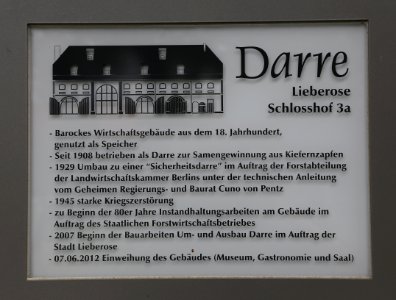 Darre
Lieberose
Schlosshof 3a
- Barockes Wirtschaftsgebäude aus dem 18. Jahrhundert,
genutzt als Speicher
- Seit 1908 betrieben als Darre zur Samengewinnung aus Kiefernzapfen
- 1929 Umbau zu einer "Sicherheitsdarre" im Auftrag der Forstabteilung
der Landwirtschaftskammer Berlins unter der technischen Anleitung
vom Geheimen Regierungs- und Baurat Cuno von Pentz
- 1945 starke Kriegszerstörung
- zu Beginn der 80er Jahre Instandhaltungsarbeiten am Gebäude im
Auftrag des Staatlichen Forstwirtschaftsbetriebes
- 2007 Beginn der Bauarbeiten Um- und Ausbau Darre im Auftrag der
Stadt Lieberose
- 07.06.2012 Einweihung des Gebäudes (Museum, Gastronomie und Saal)